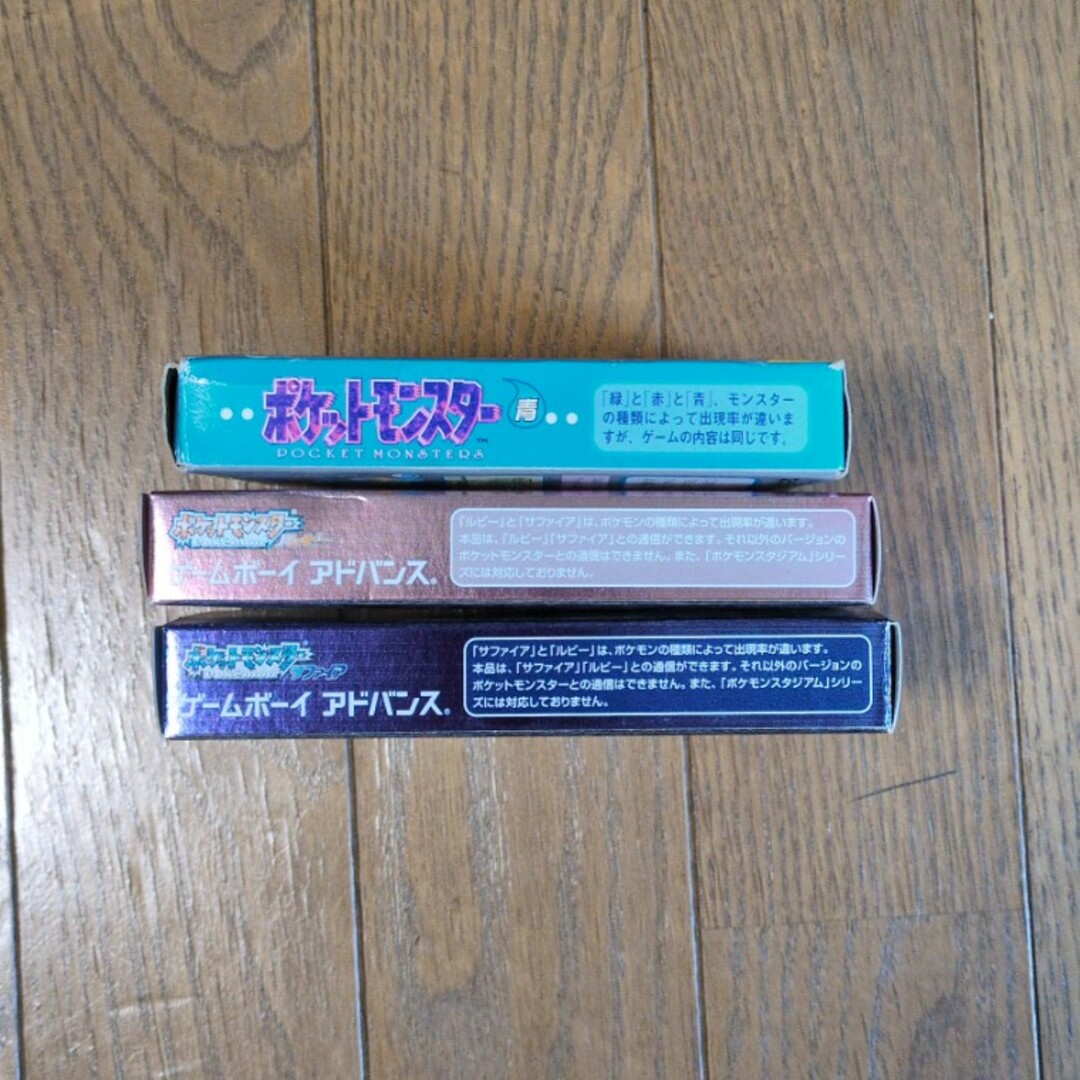 ポケットモンスター 青
POCKET MONSTERS
「緑」と「赤」と「青」、モンスター
の種類によって出現率が違いま
すが、ゲームの内容は同じです。
ポケットモンスター
ゲームボーイ アドバンス
「ルビー」と「サファイア」は、ポケモンの種類によって出現率が違います。
本品は、「ルビー」「サファイア」との通信ができます。それ以外のバージョンの
ポケットモンスターとの通信はできません。また、「ポケモンスタジアム」シリー
ズには対応しておりません。
ポケットモンスター
サファイア
ゲームボーイ アドバンス
「サファイア」と「ルビー」は、ポケモンの種類によって出現率が違います。
本品は、「サファイア」「ルビー」との通信ができます。それ以外のバージョンの
ポケットモンスターとの通信はできません。また、「ポケモンスタジアム」シリー
ズには対応しておりません。